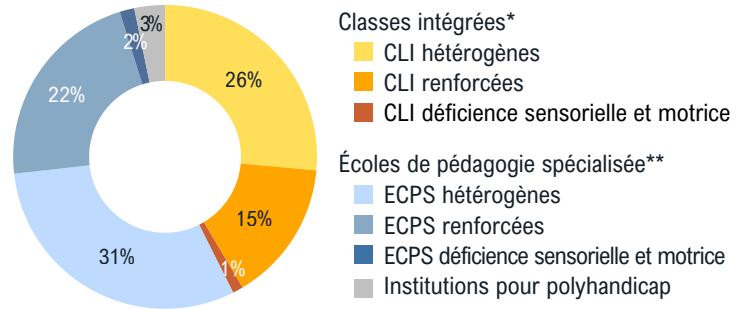 3%
2%
26%
22%
15%
31%
1%
Classes intégrées*
CLI hétérogènes
CLI renforcées
CLI déficience sensorielle et motrice
Écoles de pédagogie spécialisée**
ECPS hétérogènes
ECPS renforcées
ECPS déficience sensorielle et motrice
Institutions pour polyhandicap